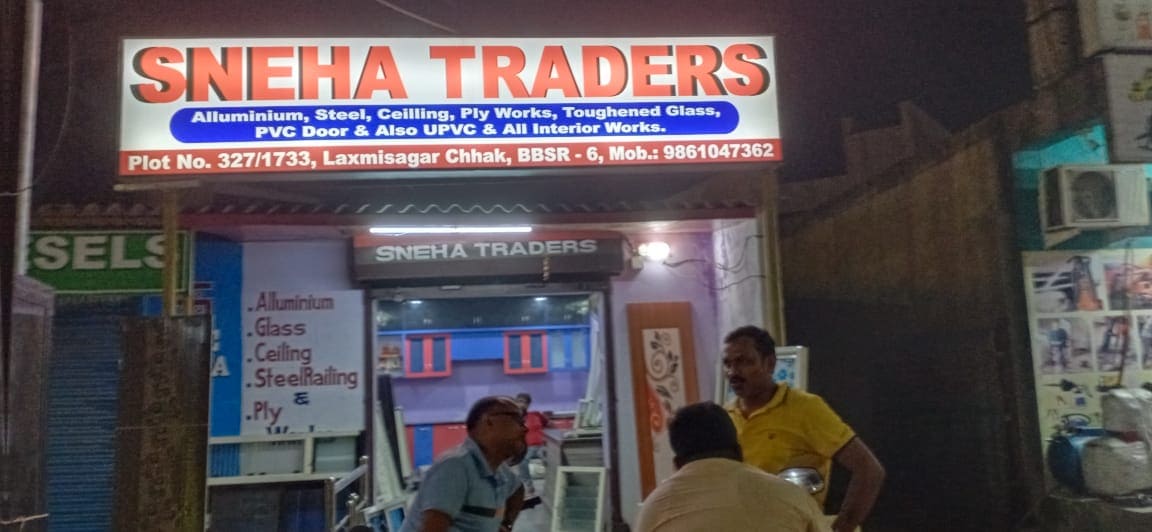 SNEHA TRADERS
Alluminium, Steel, Ceilling, Ply Works, Toughened Glass,
PVC Door & Also UPVC & All Interior Works.
Plot No. 327/1733, Laxmisagar Chhak, BBSR - 6, Mob.: 9861047362
SELS
SNEHA TRADERS
.Alluminium
.Glass
.Ceiling
.SteelRailing
&
.Ply